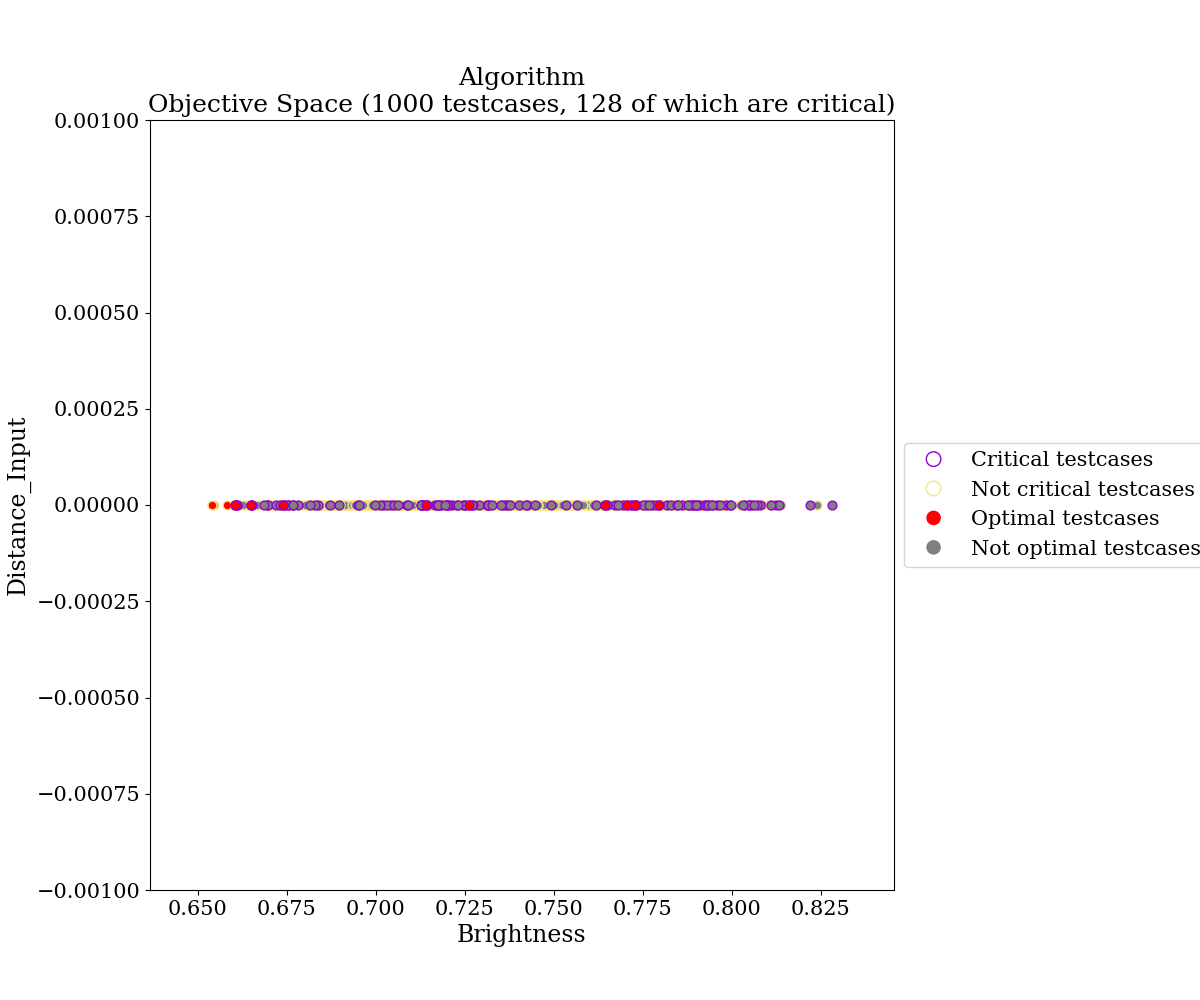 Algorithm
Objective Space (1000 testcases, 128 of which are critical)
0.00100
0.00075
0.00050
0.00025
0.00000
−0.00025
−0.00050
−0.00075
−0.00100
Distance_Input
0.650 0.675 0.700 0.725 0.750 0.775 0.800 0.825
Brightness
Critical testcases
Not critical testcases
Optimal testcases
Not optimal testcases